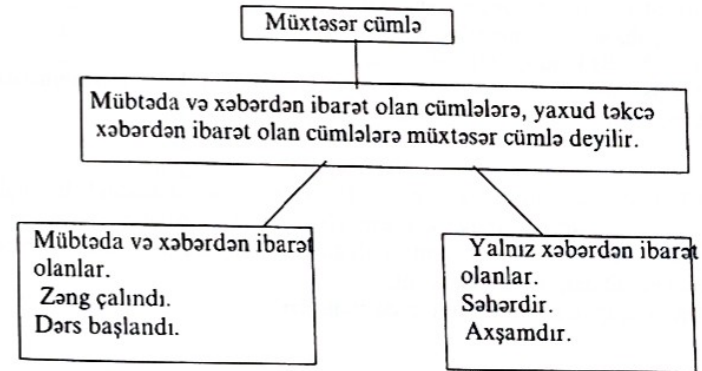 Müxtəsər cümlə
Mübtəda və xəbərdən ibarət olan cümlələrə, yaxud təkcə
xəbərdən ibarət olan cümlələrə müxtəsər cümlə deyilir.
Mübtəda və xəbərdən ibarət
olanlar.
Zəng çalındı.
Dərs başlandı.
Yalnız xəbərdən ibarət
olanlar.
Səhərdir.
Axşamdır.